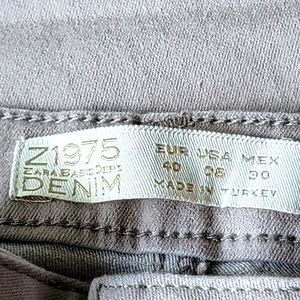 Z1975
ZARA BASIC DEPT
DENIM
EUR USA MEX
40 08 30
MADE IN TURKEY